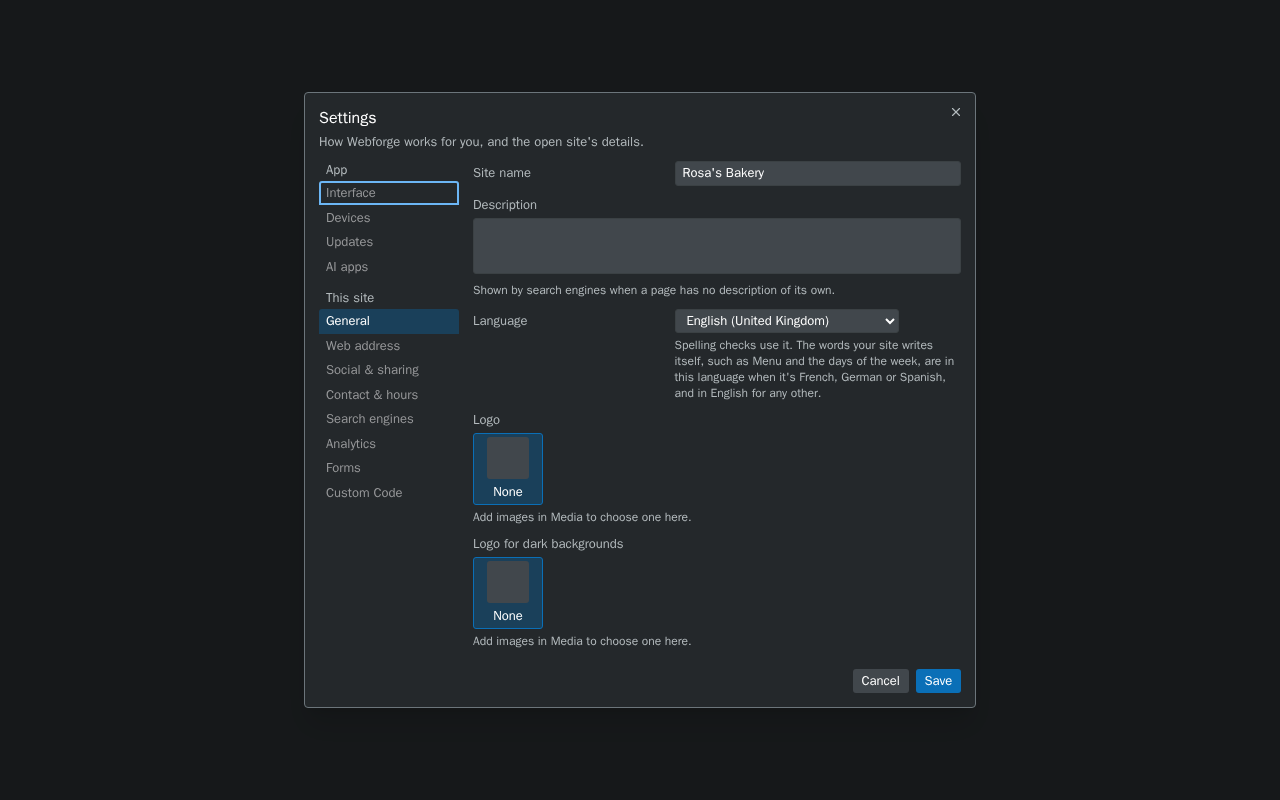 Settings
How Webforge works for you, and the open site's details.
App
Interface
Devices
Updates
AI apps
This site
General
Web address
Social & sharing
Contact & hours
Search engines
Analytics
Forms
Custom Code
Site name
Rosa's Bakery
Description
Shown by search engines when a page has no description of its own.
Language
English (United Kingdom)
Spelling checks use it. The words your site writes
itself, such as Menu and the days of the week, are in
this language when it's French, German or Spanish,
and in English for any other.
Logo
None
Add images in Media to choose one here.
Logo for dark backgrounds
None
Add images in Media to choose one here.
Cancel
Save